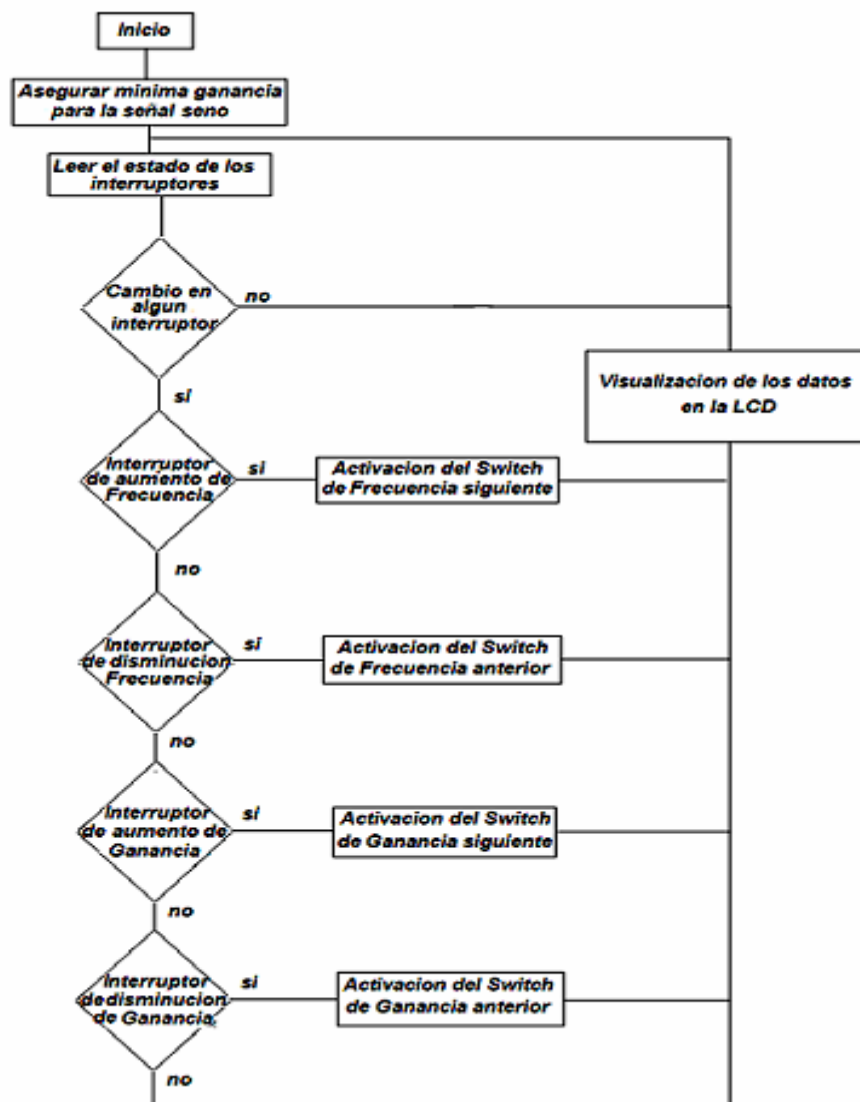 Inicio
Asegurar minima ganancia
para la señal seno
Leer el estado de los
interruptores
Cambio en
algun
interruptor
no
si
Visualizacion de los datos
en la LCD
Interruptor
de aumento de
Frecuencia
si
Activacion del Switch
de Frecuencia siguiente
no
Interruptor
de disminucion
Frecuencia
si
Activacion del Switch
de Frecuencia anterior
no
Interruptor
de aumento de
Ganancia
si
Activacion del Switch
de Ganancia siguiente
no
Interruptor
de disminucion
de Ganancia
si
Activacion del Switch
de Ganancia anterior
no